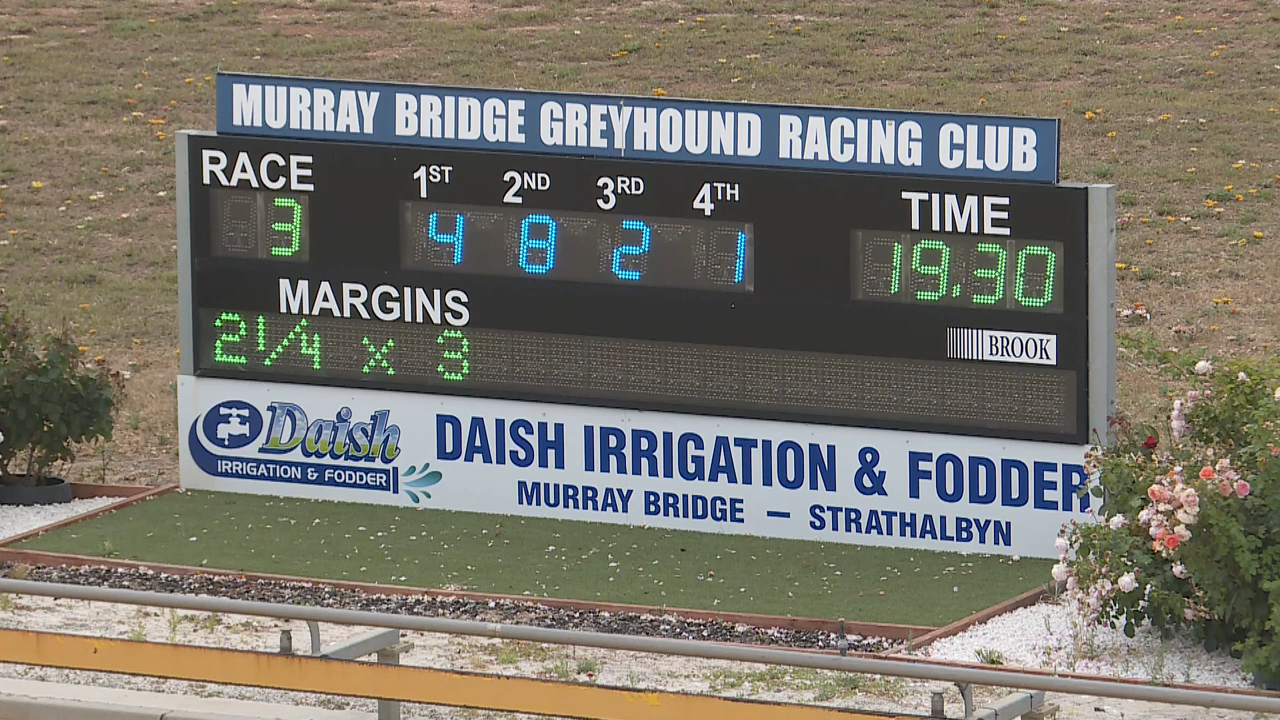 MURRAY BRIDGE GREYHOUND RACING CLUB
RACE 1ST 2ND 3RD 4TH TIME
3 4 8 2 1 19.30
MARGINS
2 1/4 x 3
BROOK
Daish
IRRIGATION & FODDER
DAISH IRRIGATION & FODDER
MURRAY BRIDGE – STRATHALBYN